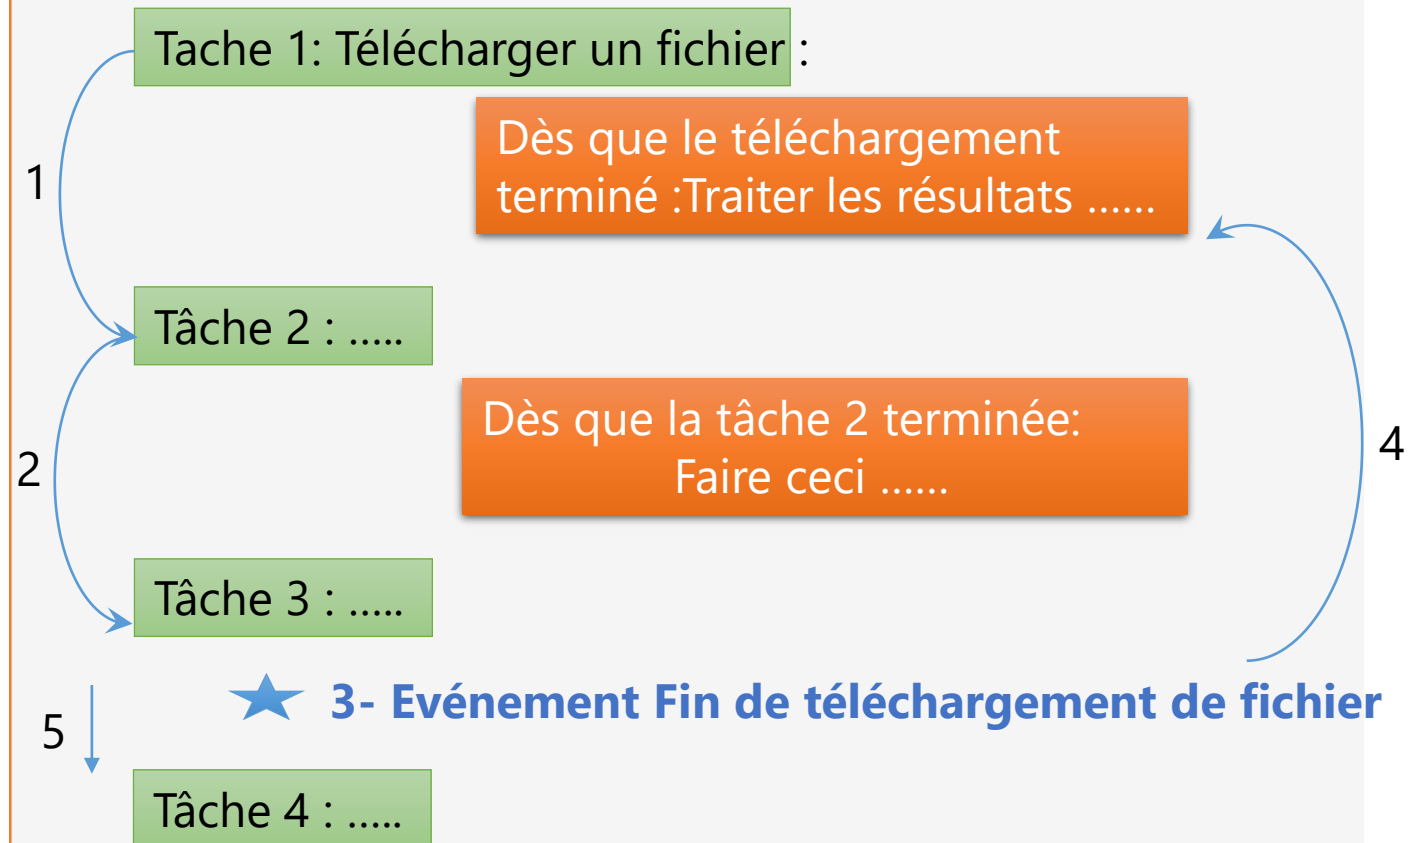 Tache 1: Télécharger un fichier :
Dès que le téléchargement
terminé :Traiter les résultats ......
1
Tâche 2 : .....
Dès que la tâche 2 terminée:
Faire ceci ......
2
4
Tâche 3 : .....
3- Evénement Fin de téléchargement de fichier
5
Tâche 4 : .....